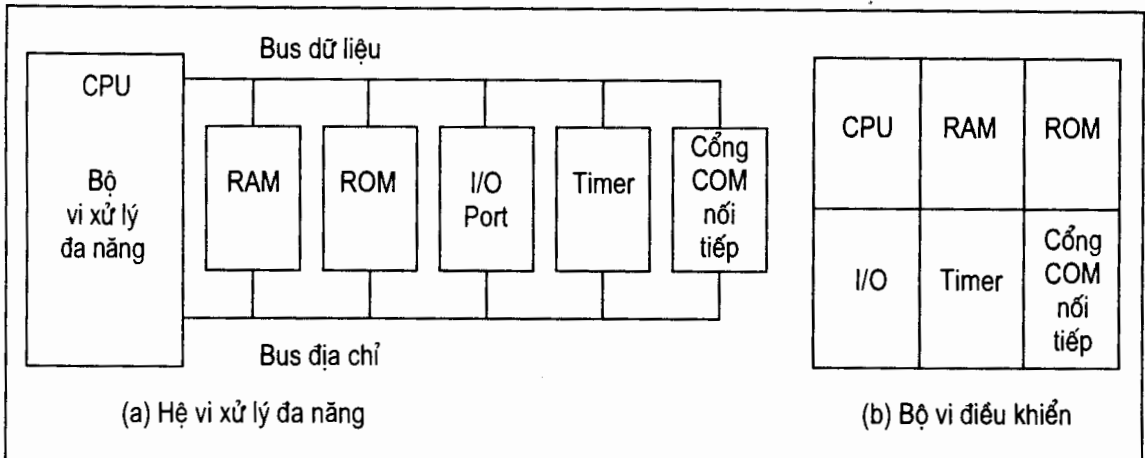 Bus dữ liệu
CPU
Bộ
vi xử lý
đa năng
RAM
ROM
I/O
Port
Timer
Cổng
COM
nối
tiếp
Bus địa chỉ
(a) Hệ vi xử lý đa năng
CPU
RAM
ROM
I/O
Timer
Cổng
COM
nối
tiếp
(b) Bộ vi điều khiển